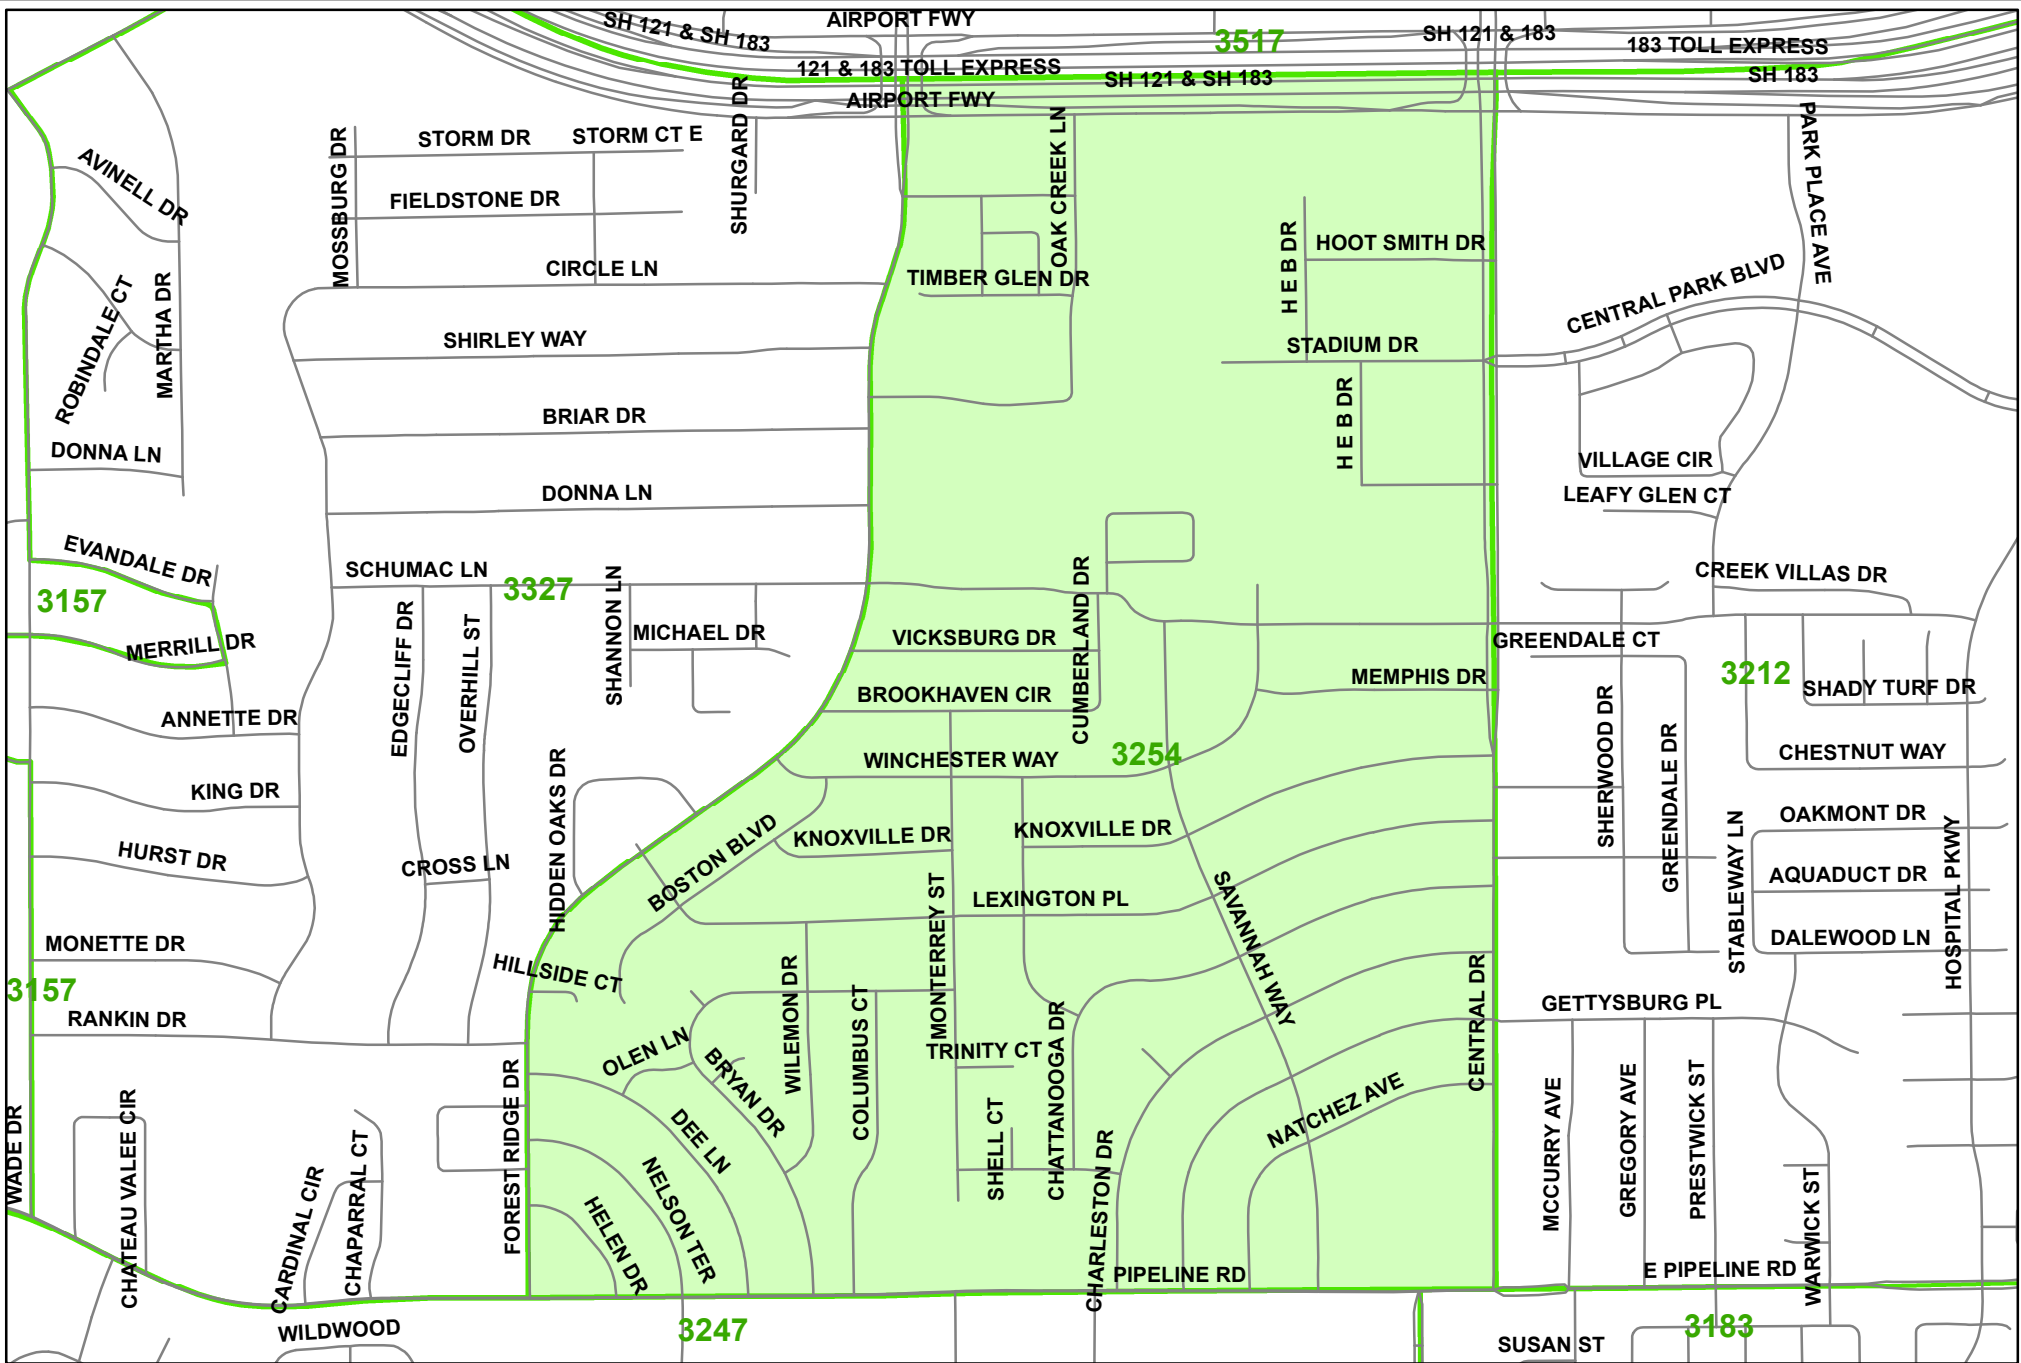 AIRPORT FWY
SH 121 & SH 183
3517
SH 121 & 183
183 TOLL EXPRESS
121 & 183 TOLL EXPRESS
SH 121 & SH 183
SH 183
AIRPORT FWY
SHURGARD DR
OAK CREEK LN
PARK PLACE AVE
STORM DR
STORM CT E
MOSSBURG DR
AVINELL DR
FIELDSTONE DR
H E B DR
HOOT SMITH DR
CIRCLE LN
TIMBER GLEN DR
CENTRAL PARK BLVD
ROBINDALE CT
MARTHA DR
SHIRLEY WAY
STADIUM DR
BRIAR DR
H E B DR
DONNA LN
VILLAGE CIR
DONNA LN
LEAFY GLEN CT
EVANDALE DR
SCHUMAC LN
3327
SHANNON LN
CUMBERLAND DR
CREEK VILLAS DR
3157
MERRILL DR
EDGECLIFF DR
OVERHILL ST
MICHAEL DR
VICKSBURG DR
GREENDALE CT
3212
MEMPHIS DR
SHADY TURF DR
BROOKHAVEN CIR
ANNETTE DR
SHERWOOD DR
GREENDALE DR
WINCHESTER WAY
3254
CHESTNUT WAY
KING DR
HIDDEN OAKS DR
BOSTON BLVD
KNOXVILLE DR
KNOXVILLE DR
OAKMONT DR
HURST DR
CROSS LN
STABLEWAY LN
HOSPITAL PKWY
AQUADUCT DR
MONTERREY ST
LEXINGTON PL
SAVANNAH WAY
MONETTE DR
DALEWOOD LN
HILLSIDE CT
3157
WILEMON DR
COLUMBUS CT
CENTRAL DR
GETTYSBURG PL
RANKIN DR
OLEN LN
BRYAN DR
TRINITY CT
CHATTANOOGA DR
FOREST RIDGE DR
DEE LN
NATCHEZ AVE
MCCURRY AVE
GREGORY AVE
PRESTWICK ST
WADE DR
CHATEAU VALEE CIR
CARDINAL CIR
CHAPARRAL CT
NELSON TER
HELEN DR
SHELL CT
CHARLESTON DR
WARWICK ST
PIPELINE RD
E PIPELINE RD
WILDWOOD
3247
3183
SUSAN ST